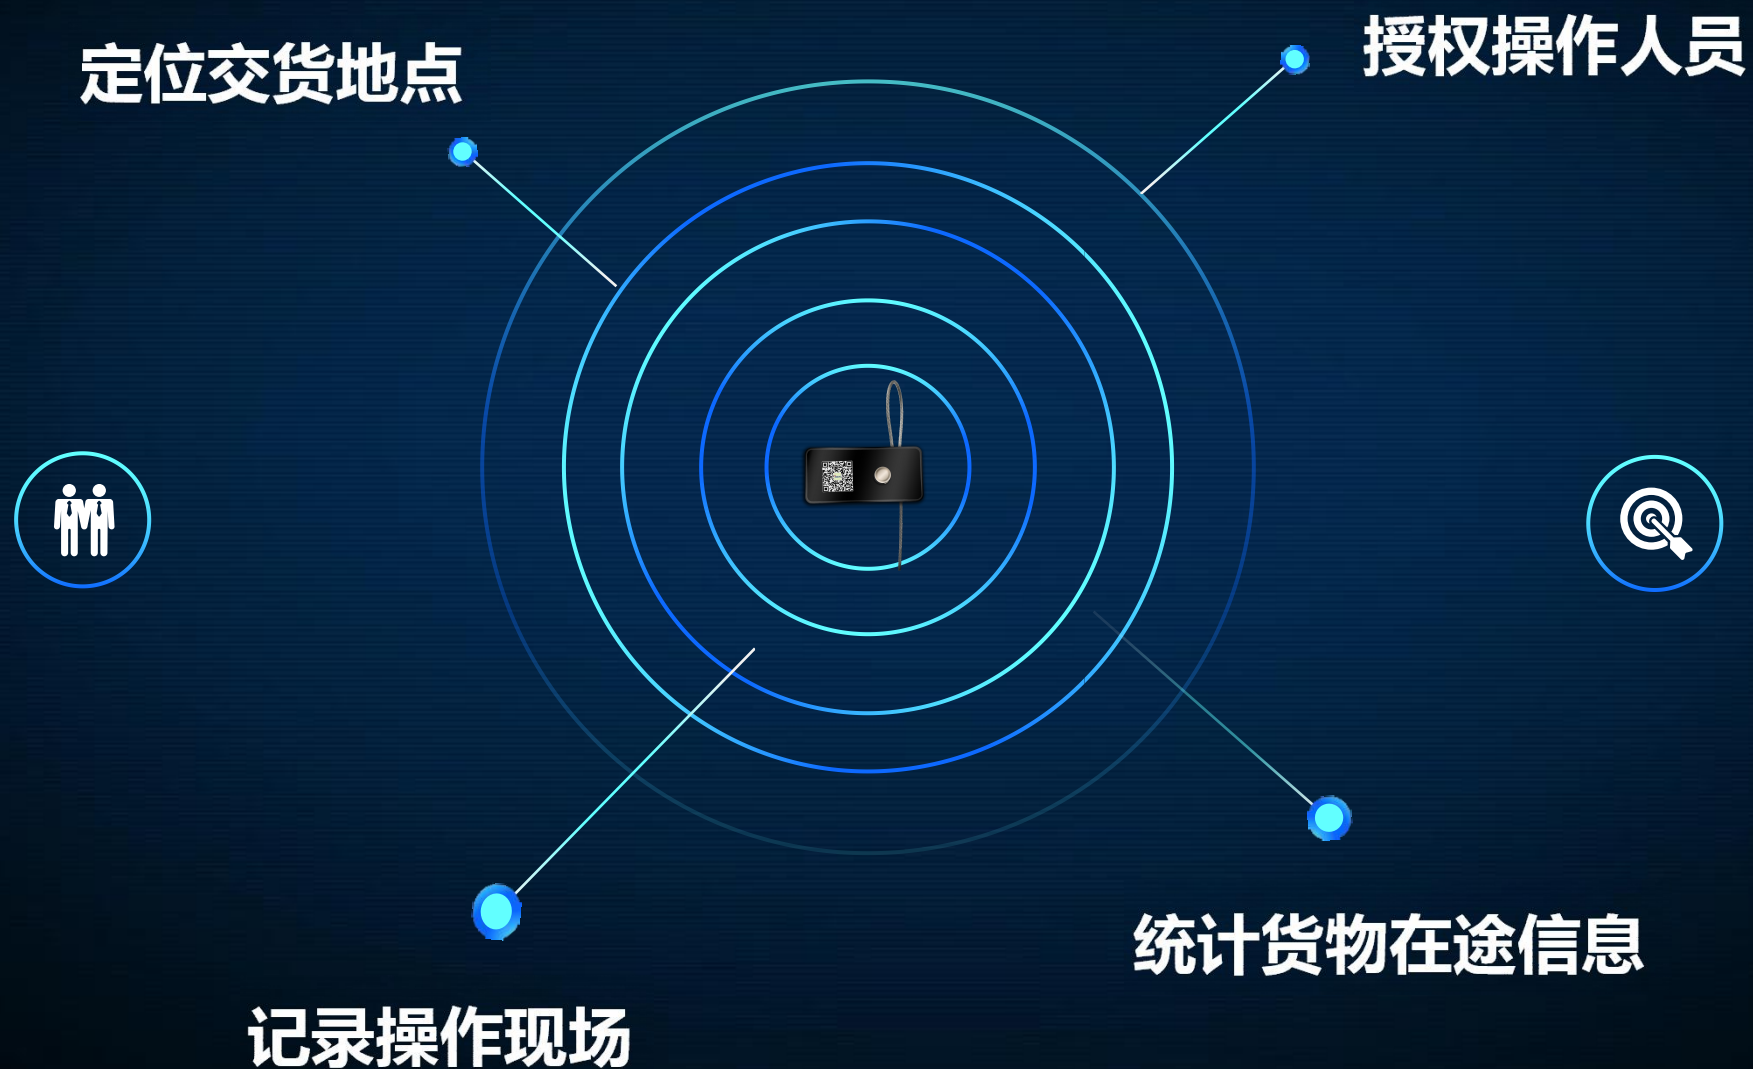 定位交货地点
授权操作人员
统计货物在途信息
记录操作现场